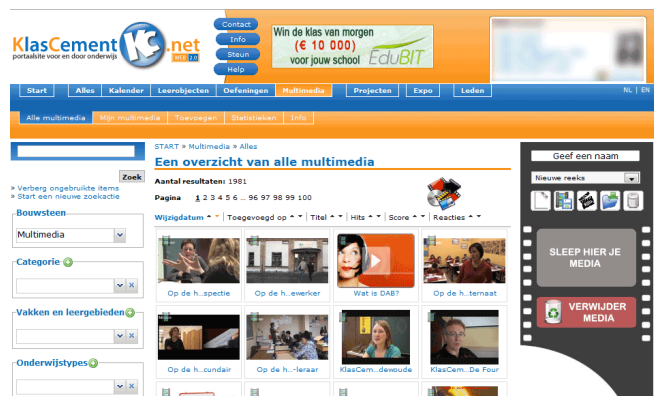 KlasCement .net
portaalsite voor en door onderwijs WEB 2.0
Contact
Info
Steun
Help
Win de klas van morgen
(€ 10 000)
voor jouw school EduBIT
Start Alles Kalender Leerobjecten Oefeningen Multimedia Projecten Expo Leden NL | EN
Alle multimedia Mijn multimedia Toevoegen Statistieken Info
Zoek
» Verberg ongebruikte items
» Start een nieuwe zoekactie
Bouwsteen
Multimedia
Categorie
Vakken en leergebieden
Onderwijstypes
START » Multimedia » Alles
Een overzicht van alle multimedia
Aantal resultaten: 1981
Pagina 1 2 3 4 5 6 ... 96 97 98 99 100
Wijzigdatum | Toegevoegd op | Titel | Hits | Score | Reacties
Op de h...spectie Op de h...ewerker Wat is DAB? Op de h...ternaat
Op de h...cundair Op de h...-leraar KlasCem...dewoude KlasCem...De Four
Geef een naam
Nieuwe reeks
SLEEP HIER JE
MEDIA
VERWIJDER
MEDIA